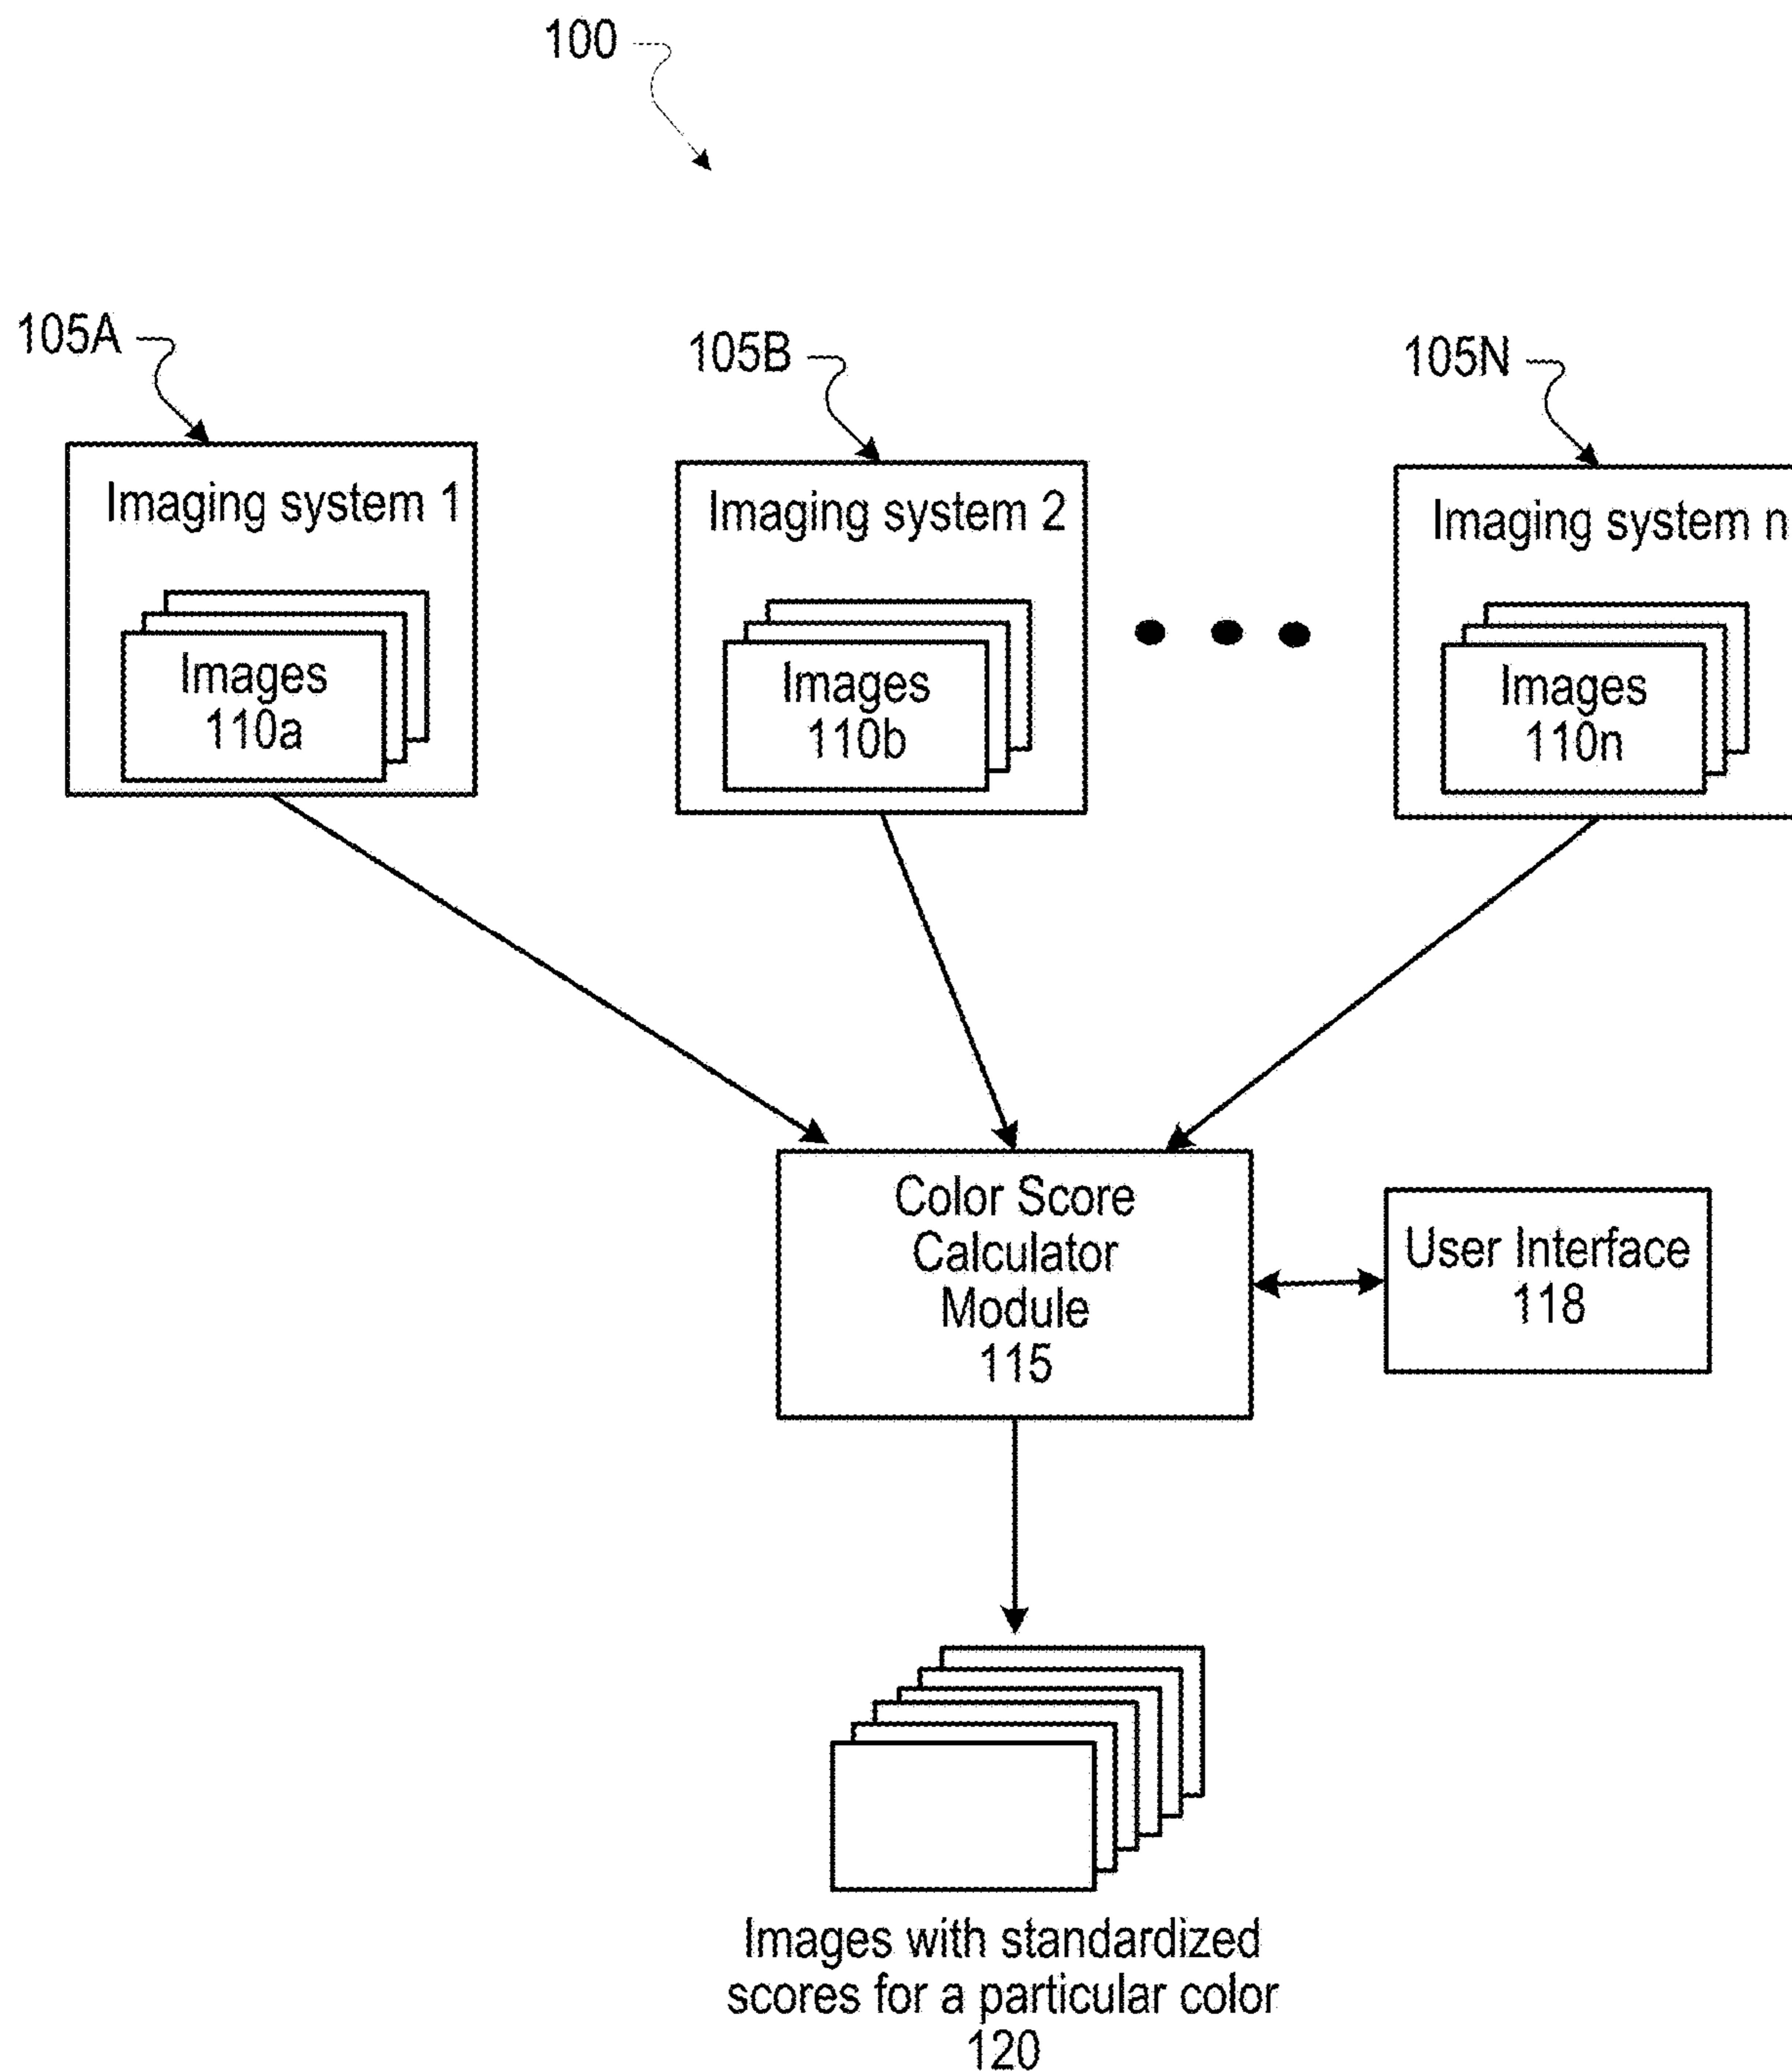 100
105A
105B
105N
Imaging system 1
Imaging system 2
Imaging system n
Images
110a
Images
110b
Images
110n
Color Score
Calculator
Module
115
User Interface
118
Images with standardized
scores for a particular color
120